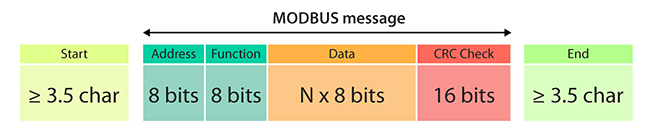 MODBUS message
Start Address Function Data CRC Check End
≥ 3.5 char 8 bits 8 bits N x 8 bits 16 bits ≥ 3.5 char